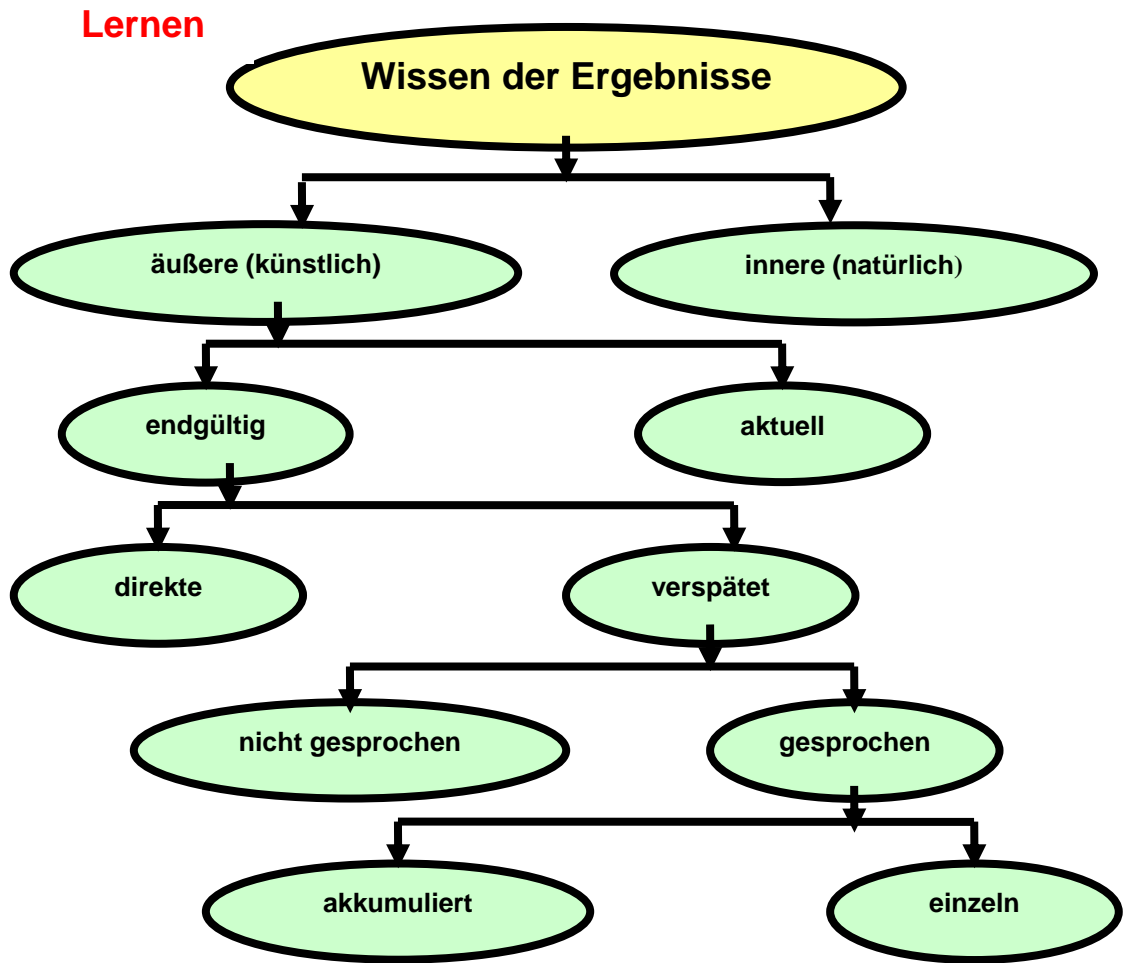 Lernen
Wissen der Ergebnisse
äußere (künstlich)
innere (natürlich)
endgültig
aktuell
direkte
verspätet
nicht gesprochen
gesprochen
akkumuliert
einzeln